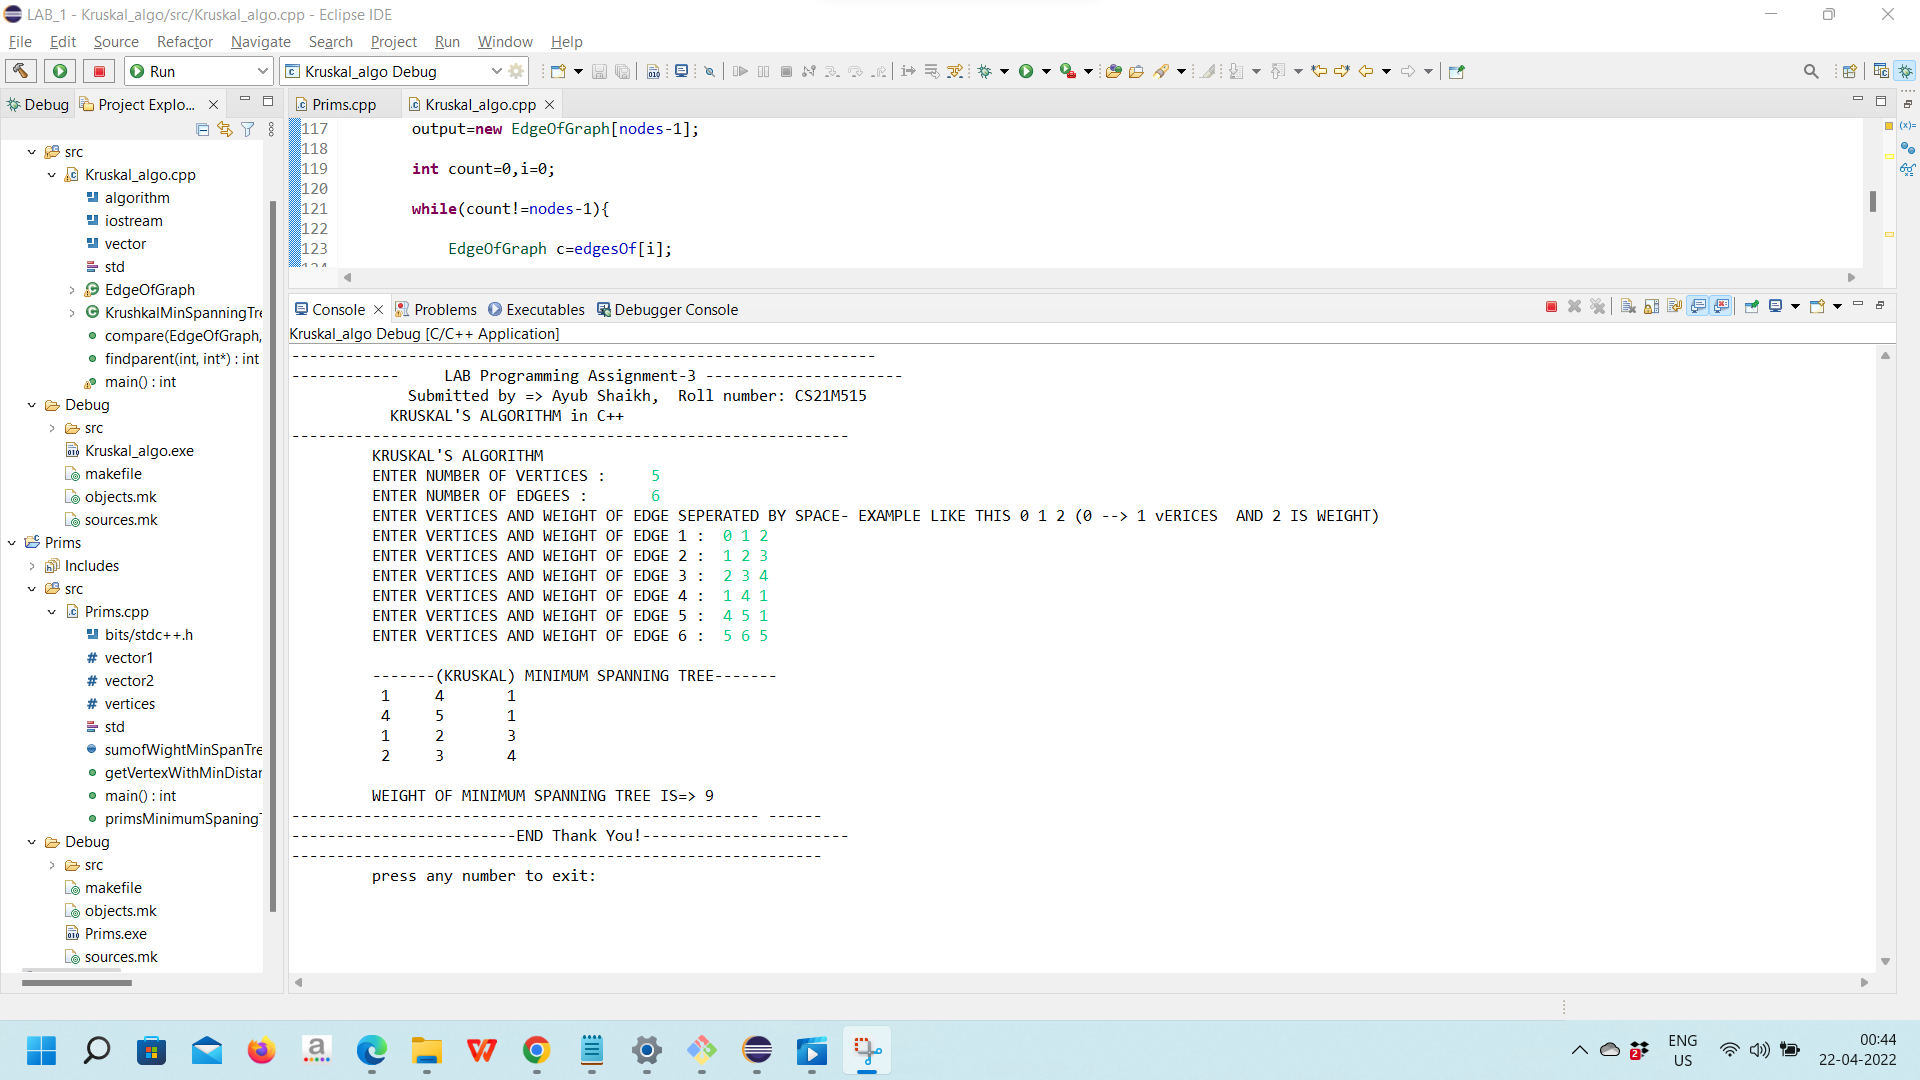 LAB_1 - Kruskal_algo/src/Kruskal_algo.cpp - Eclipse IDE
File Edit Source Refactor Navigate Search Project Run Window Help
Run Kruskal_algo Debug
Debug Project Explo...
src
Kruskal_algo.cpp
algorithm
iostream
vector
std
EdgeOfGraph
KrushkalMinSpanningTre
compare(EdgeOfGraph,
findparent(int, int*) : int
main() : int
Debug
src
Kruskal_algo.exe
makefile
objects.mk
sources.mk
Prims
Includes
src
Prims.cpp
bits/stdc++.h
vector1
vector2
vertices
std
sumofWightMinSpanTre
getVertexWithMinDistan
main() : int
primsMinimumSpaning
Debug
src
makefile
objects.mk
Prims.exe
sources.mk
Prims.cpp Kruskal_algo.cpp
117 output=new EdgeOfGraph[nodes-1];
118
119 int count=0,i=0;
120
121 while(count!=nodes-1){
122
123 EdgeOfGraph c=edgesOf[i];
124
Console Problems Executables Debugger Console
Kruskal_algo Debug [C/C++ Application]
-----------------------------------------------------------------
------------ LAB Programming Assignment-3 ----------------------
Submitted by => Ayub Shaikh, Roll number: CS21M515
KRUSKAL'S ALGORITHM in C++
--------------------------------------------------------------
KRUSKAL'S ALGORITHM
ENTER NUMBER OF VERTICES : 5
ENTER NUMBER OF EDGEES : 6
ENTER VERTICES AND WEIGHT OF EDGE SEPERATED BY SPACE- EXAMPLE LIKE THIS 0 1 2 (0 --> 1 vERICES AND 2 IS WEIGHT)
ENTER VERTICES AND WEIGHT OF EDGE 1 : 0 1 2
ENTER VERTICES AND WEIGHT OF EDGE 2 : 1 2 3
ENTER VERTICES AND WEIGHT OF EDGE 3 : 2 3 4
ENTER VERTICES AND WEIGHT OF EDGE 4 : 1 4 1
ENTER VERTICES AND WEIGHT OF EDGE 5 : 4 5 1
ENTER VERTICES AND WEIGHT OF EDGE 6 : 5 6 5
-------(KRUSKAL) MINIMUM SPANNING TREE-------
1 4 1
4 5 1
1 2 3
2 3 4
WEIGHT OF MINIMUM SPANNING TREE IS=> 9
---------------------------------------------------- ------
-------------------------END Thank You!-----------------------
-----------------------------------------------------------
press any number to exit:
ENG
US
00:44
22-04-2022